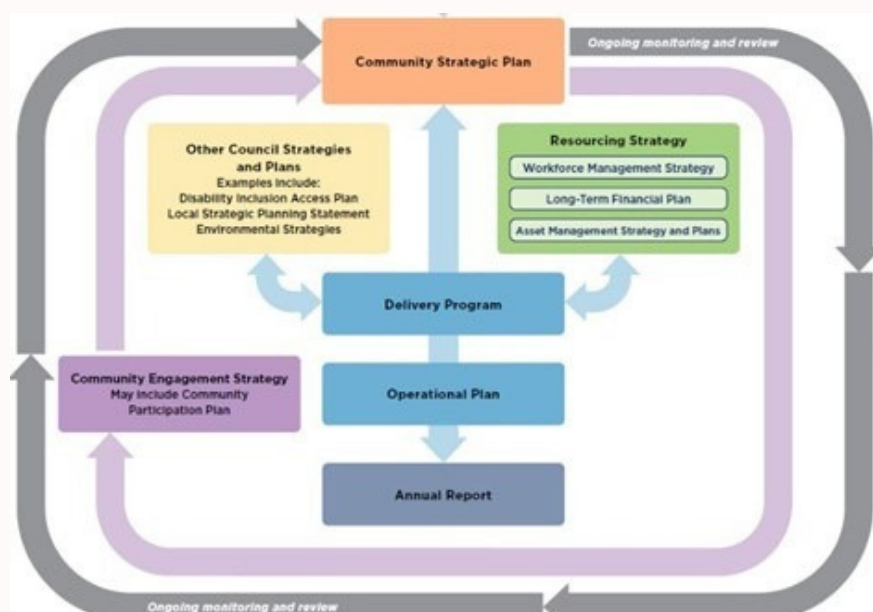 Community Strategic Plan
Ongoing monitoring and review
Other Council Strategies
and Plans
Examples Include:
Disability Inclusion Access Plan
Local Strategic Planning Statement
Environmental Strategies
Resourcing Strategy
Workforce Management Strategy
Long-Term Financial Plan
Asset Management Strategy and Plans
Delivery Program
Community Engagement Strategy
May include Community
Participation Plan
Operational Plan
Annual Report
Ongoing monitoring and review